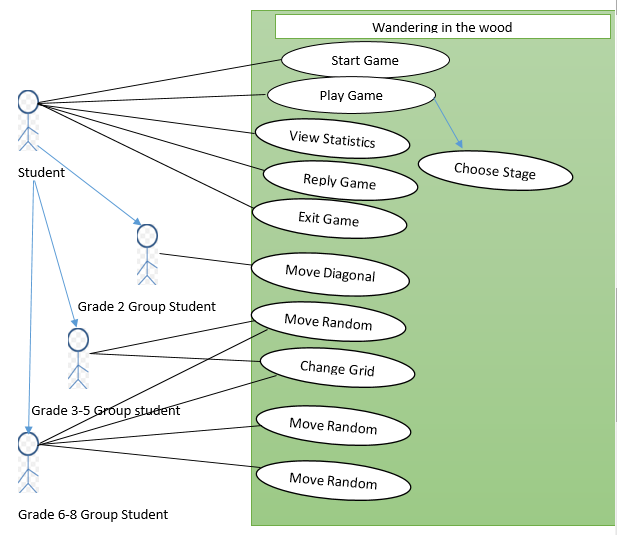 Wandering in the wood
Start Game
Play Game
View Statistics
Choose Stage
Student
Reply Game
Exit Game
Move Diagonal
Grade 2 Group Student
Move Random
Change Grid
Grade 3-5 Group student
Move Random
Move Random
Grade 6-8 Group Student